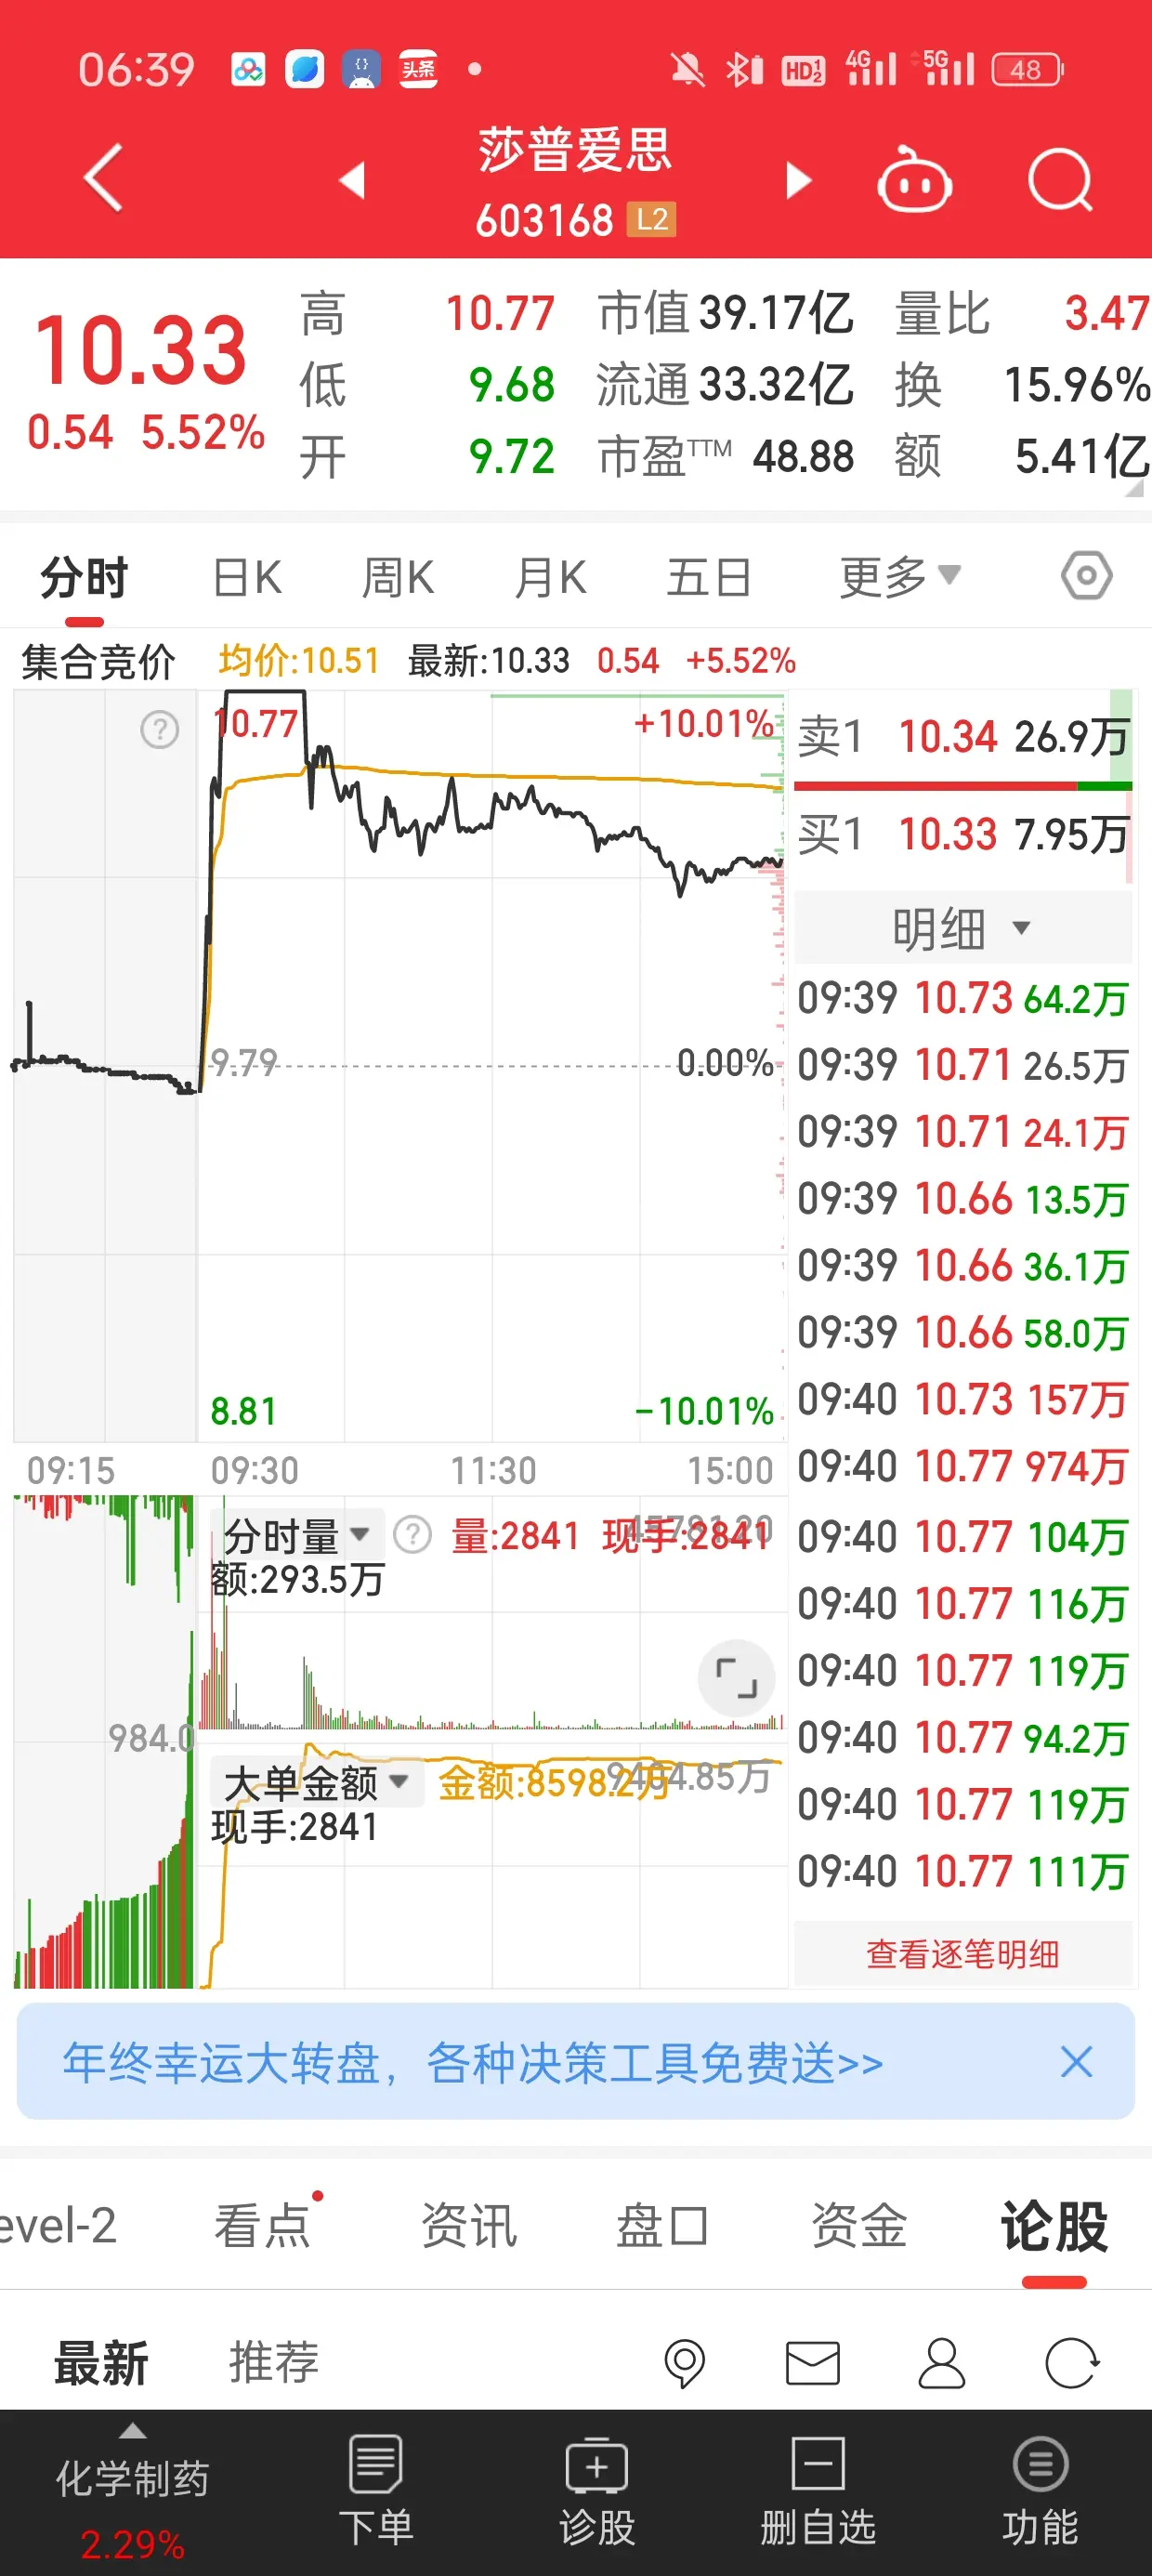 06:39 头条 HD 1 2 4G 5G 48
莎普爱思
603168 L2
10.33
0.54 5.52%
高 10.77 市值 39.17亿 量比 3.47
低 9.68 流通 33.32亿 换 15.96%
开 9.72 市盈TTM 48.88 额 5.41亿
分时 日K 周K 月K 五日 更多
集合竞价 均价:10.51 最新:10.33 0.54 +5.52%
? 10.77 +10.01%
9.79 0.00%
8.81 -10.01%
09:15 09:30 11:30 15:00
卖1 10.34 26.9万
买1 10.33 7.95万
明细
09:39 10.73 64.2万
09:39 10.71 26.5万
09:39 10.71 24.1万
09:39 10.66 13.5万
09:39 10.66 36.1万
09:39 10.66 58.0万
09:40 10.73 157万
09:40 10.77 974万
09:40 10.77 104万
09:40 10.77 116万
09:40 10.77 119万
09:40 10.77 94.2万
09:40 10.77 119万
09:40 10.77 111万
查看逐笔明细
分时量 ? 量:2841 现手:2841
额:293.5万
984.0
大单金额 金额:8598.2万
现手:2841
年终幸运大转盘，各种决策工具免费送>>
evel-2 看点 资讯 盘口 资金 论股
最新 推荐
化学制药 下单 诊股 删自选 功能
2.29%